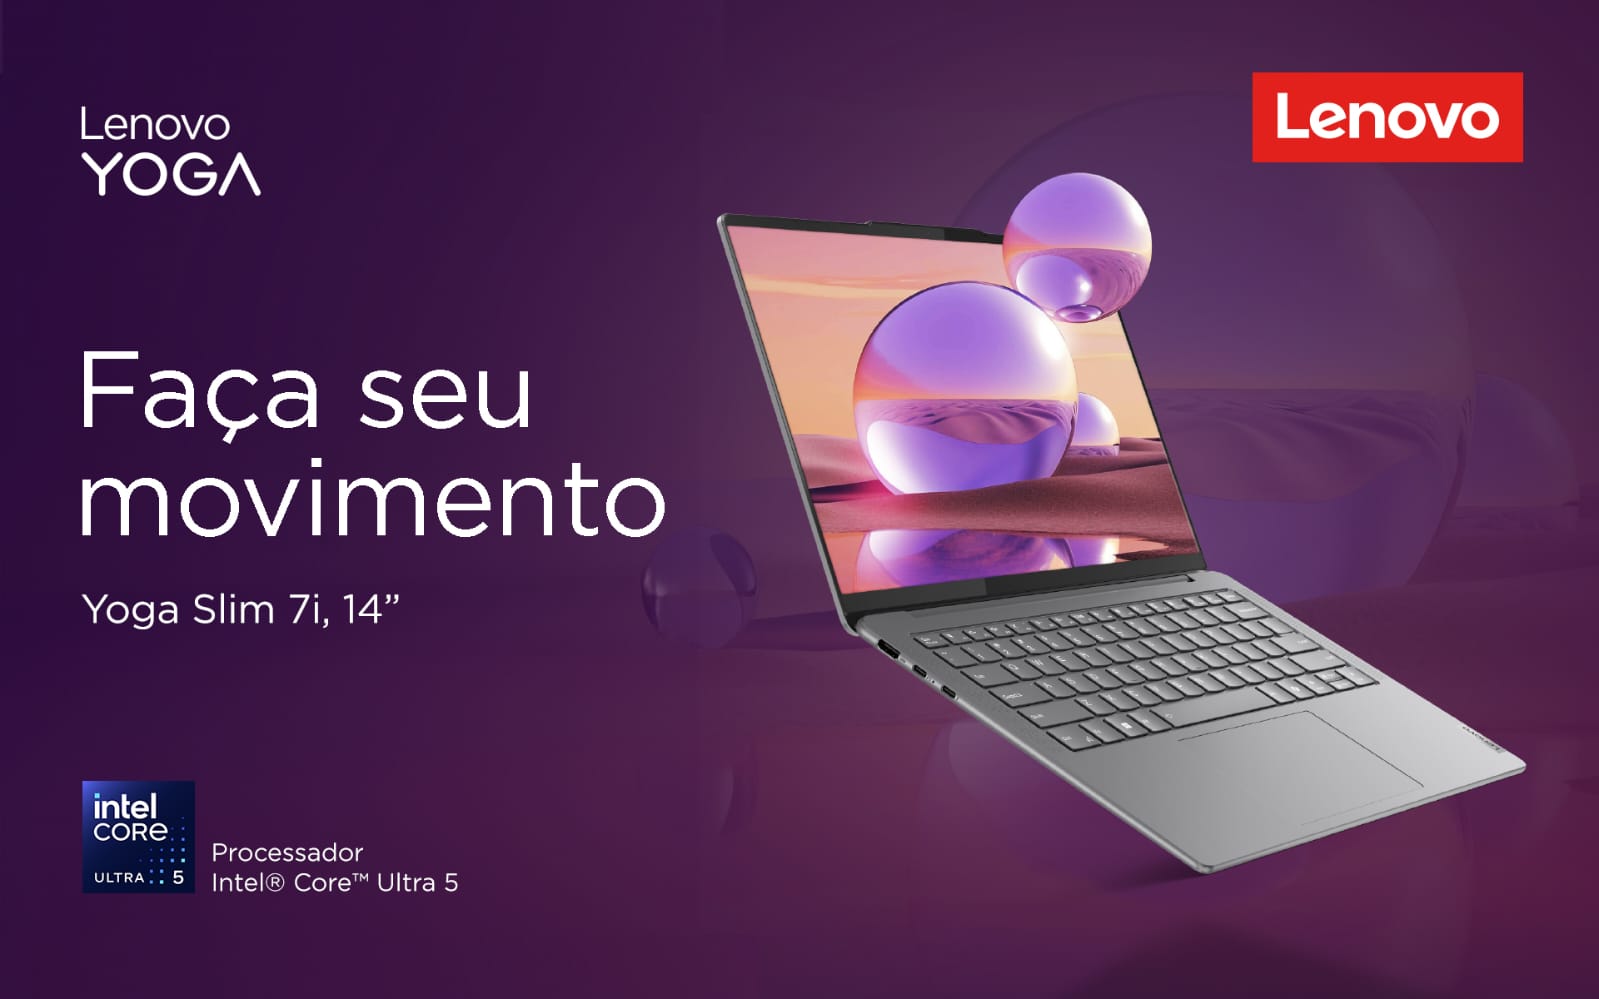 Lenovo
YOGA
Lenovo
Faça seu
movimento
Yoga Slim 7i, 14”
intel
CORE
ULTRA 5
Processador
Intel® Core™ Ultra 5